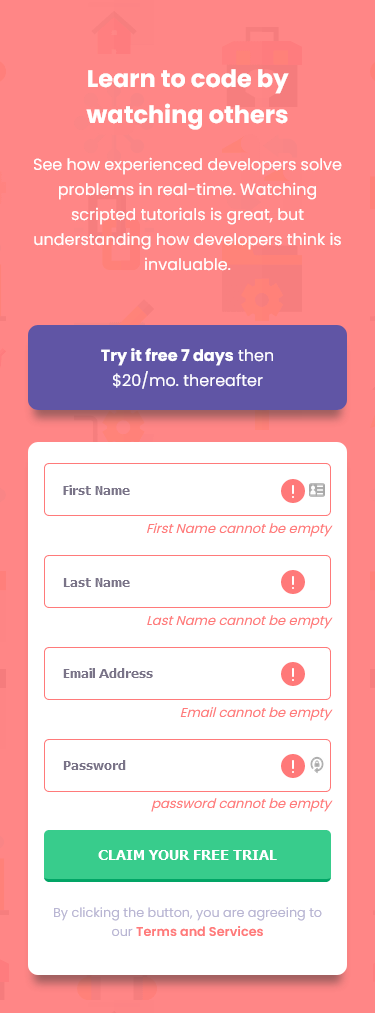 Learn to code by
watching others
See how experienced developers solve
problems in real-time. Watching
scripted tutorials is great, but
understanding how developers think is
invaluable.
Try it free 7 days then
$20/mo. thereafter
First Name
First Name cannot be empty
Last Name
Last Name cannot be empty
Email Address
Email cannot be empty
Password
password cannot be empty
CLAIM YOUR FREE TRIAL
By clicking the button, you are agreeing to
our Terms and Services